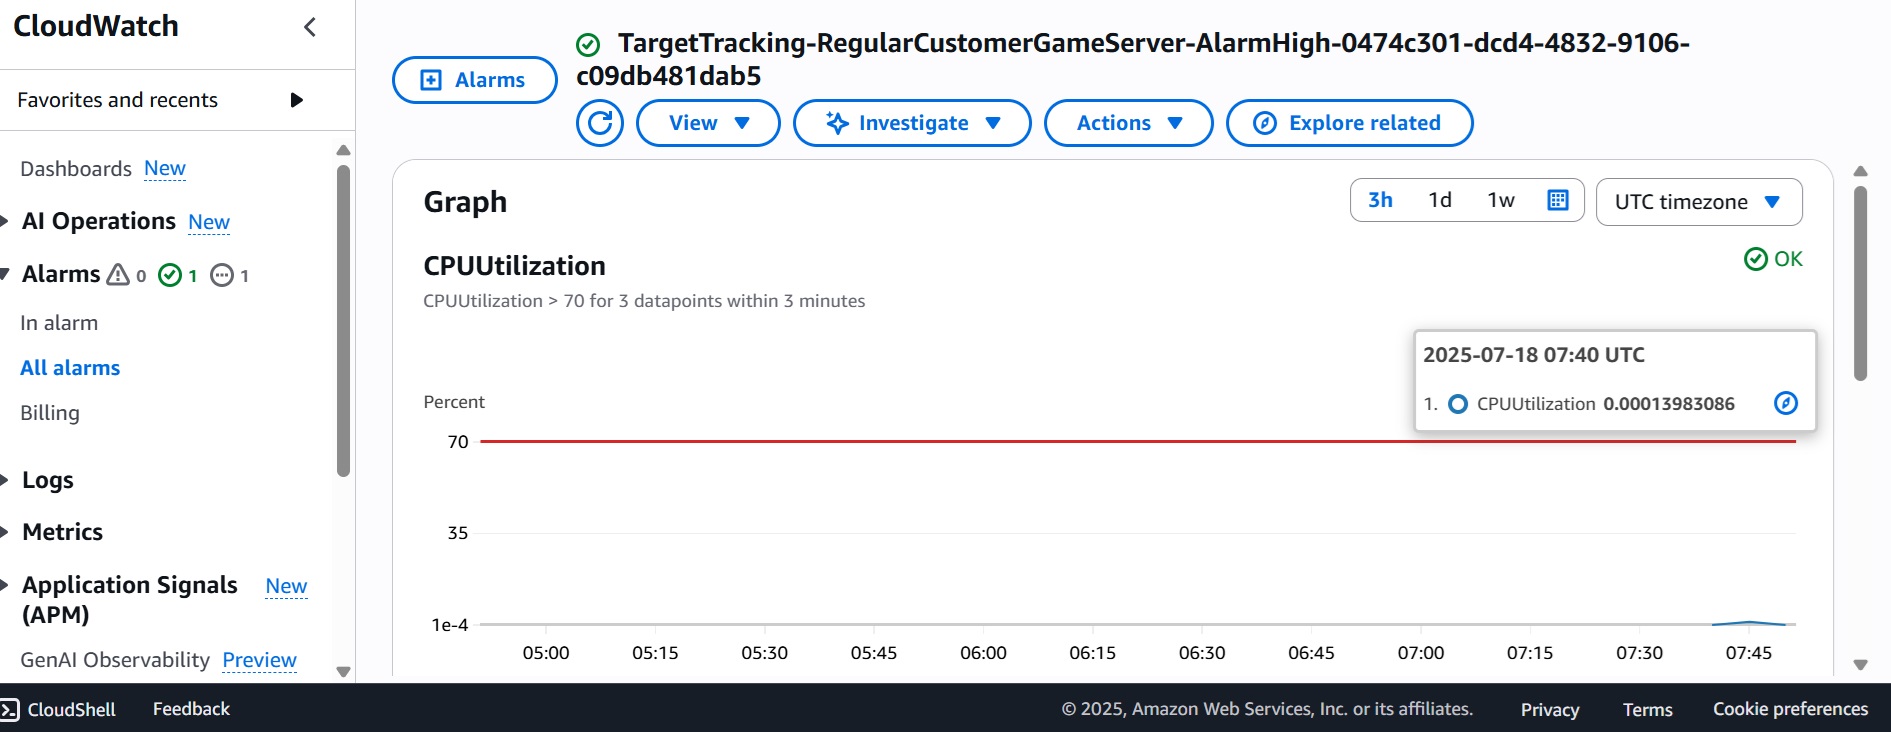 CloudWatch
Favorites and recents
Dashboards New
AI Operations New
Alarms 0 1 1
In alarm
All alarms
Billing
Logs
Metrics
Application Signals New
(APM)
GenAI Observability Preview
Alarms
TargetTracking-RegularCustomerGameServer-AlarmHigh-0474c301-dcd4-4832-9106-
c09db481dab5
View Investigate Actions Explore related
Graph
3h 1d 1w UTC timezone
CPUUtilization
OK
CPUUtilization > 70 for 3 datapoints within 3 minutes
2025-07-18 07:40 UTC
1. CPUUtilization 0.00013983086
Percent
70
35
1e-4
05:00 05:15 05:30 05:45 06:00 06:15 06:30 06:45 07:00 07:15 07:30 07:45
CloudShell Feedback © 2025, Amazon Web Services, Inc. or its affiliates. Privacy Terms Cookie preferences